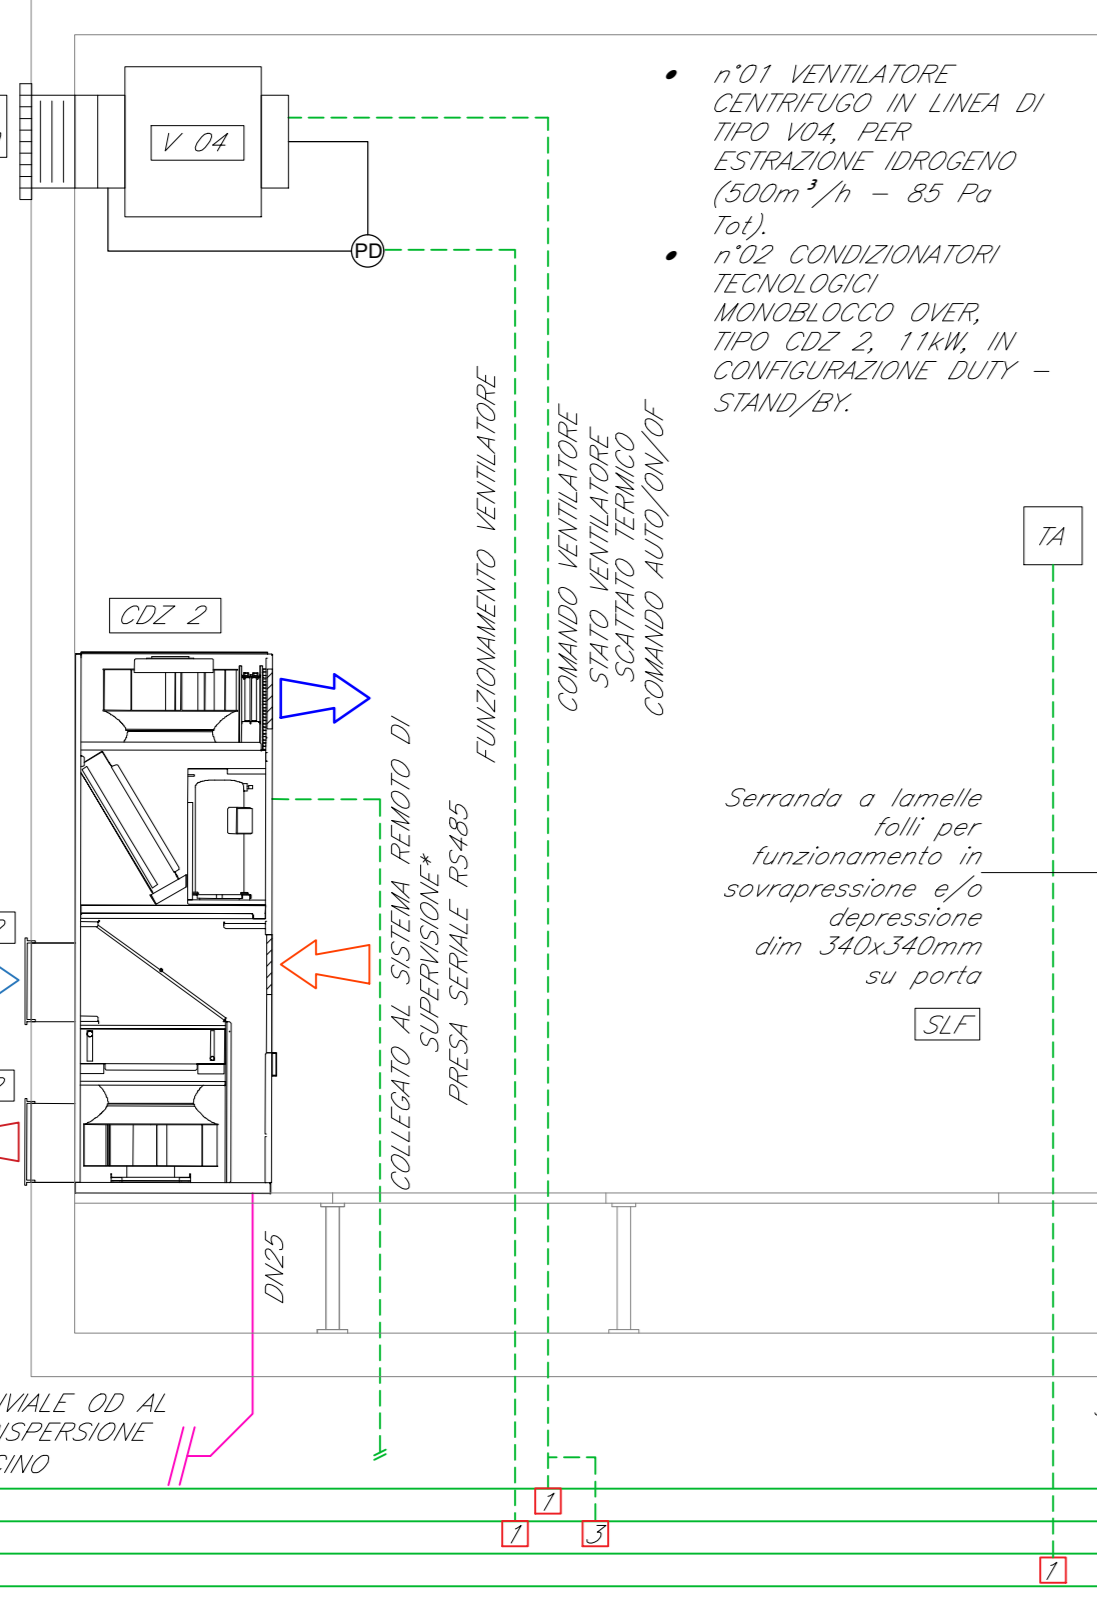 V 04
PD
• n°01 VENTILATORE
CENTRIFUGO IN LINEA DI
TIPO V04, PER
ESTRAZIONE IDROGENO
(500m³/h – 85 Pa
Tot).
• n°02 CONDIZIONATORI
TECNOLOGICI
MONOBLOCCO OVER,
TIPO CDZ 2, 11kW, IN
CONFIGURAZIONE DUTY –
STAND/BY.
FUNZIONAMENTO VENTILATORE
COMANDO VENTILATORE
STATO VENTILATORE
SCATTATO TERMICO
COMANDO AUTO/ON/OF
TA
CDZ 2
COLLEGATO AL SISTEMA REMOTO DI
SUPERVISIONE*
PRESA SERIALE RS485
Serranda a lamelle
folli per
funzionamento in
sovrapressione e/o
depressione
dim 340x340mm
su porta
SLF
DN25
VIALE OD AL
DISPERSIONE
CINO
1
1
3
1